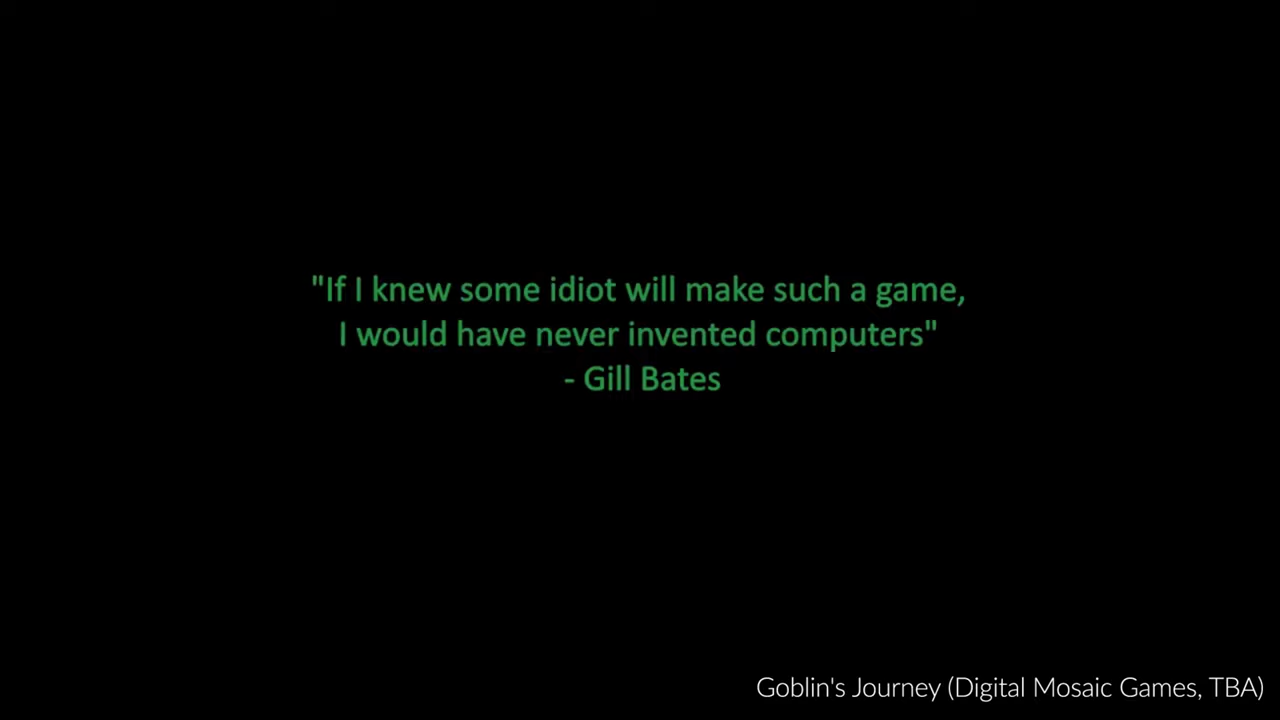 "If I knew some idiot will make such a game,
I would have never invented computers"
- Gill Bates
Goblin's Journey (Digital Mosaic Games, TBA)